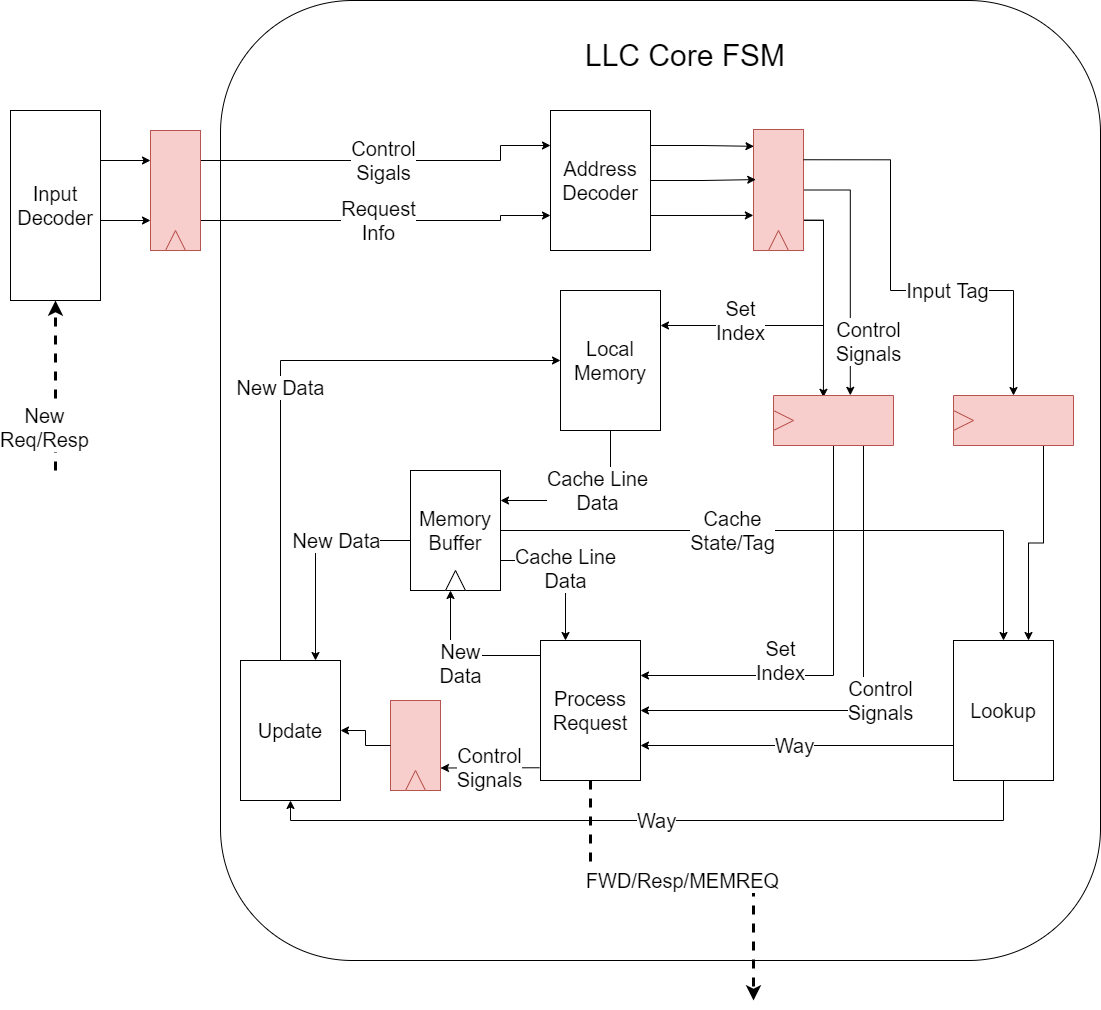 LLC Core FSM
Input
Decoder
Control
Sigals
Request
Info
Address
Decoder
Input Tag
Set
Index
Control
Signals
Local
Memory
New Data
New
Req/Resp
Cache Line
Data
Memory
Buffer
Cache
State/Tag
New Data
Cache Line
Data
New
Data
Set
Index
Process
Request
Control
Signals
Lookup
Update
Way
Control
Signals
Way
FWD/Resp/MEMREQ